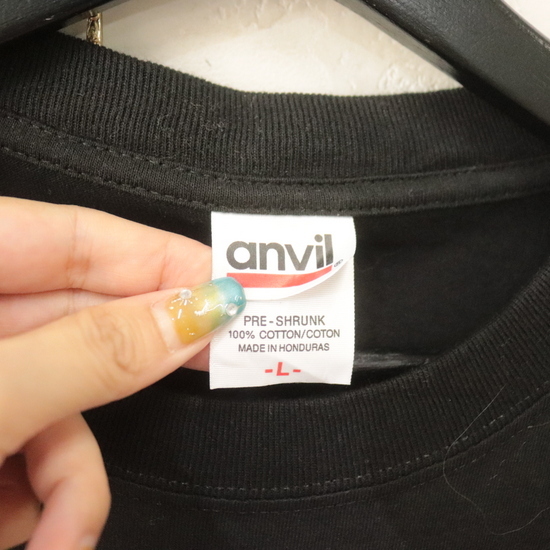 anvil
PRE-SHRUNK
100% COTTON/COTON
MADE IN HONDURAS
-L-